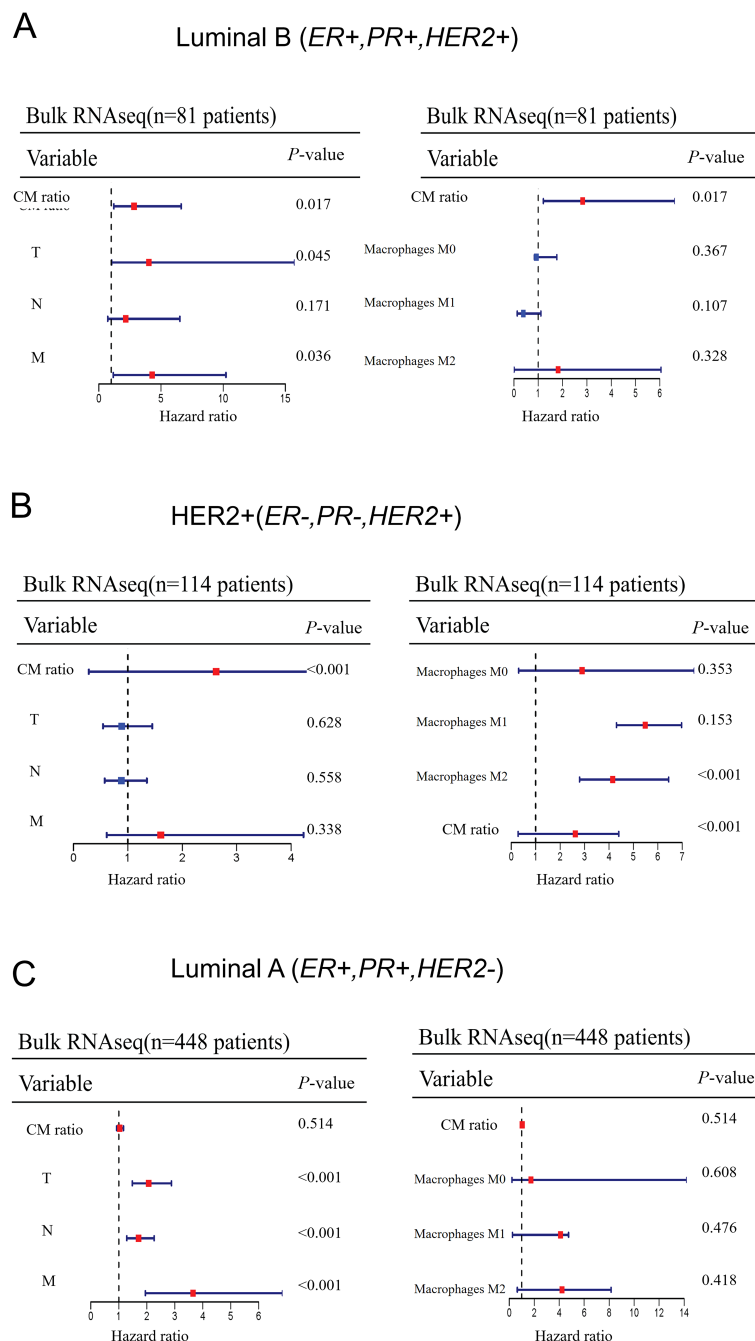 A
Luminal B (ER+,PR+,HER2+)
Bulk RNAseq(n=81 patients)
Variable P-value
CM ratio 0.017
T 0.045
N 0.171
M 0.036
0 5 10 15
Hazard ratio
Bulk RNAseq(n=81 patients)
Variable P-value
CM ratio 0.017
Macrophages M0 0.367
Macrophages M1 0.107
Macrophages M2 0.328
0 1 2 3 4 5 6
Hazard ratio
B
HER2+(ER-,PR-,HER2+)
Bulk RNAseq(n=114 patients)
Variable P-value
CM ratio <0.001
T 0.628
N 0.558
M 0.338
0 1 2 3 4
Hazard ratio
Bulk RNAseq(n=114 patients)
Variable P-value
Macrophages M0 0.353
Macrophages M1 0.153
Macrophages M2 <0.001
CM ratio <0.001
0 1 2 3 4 5 6 7
Hazard ratio
C
Luminal A (ER+,PR+,HER2-)
Bulk RNAseq(n=448 patients)
Variable P-value
CM ratio 0.514
T <0.001
N <0.001
M <0.001
0 1 2 3 4 5 6
Hazard ratio
Bulk RNAseq(n=448 patients)
Variable P-value
CM ratio 0.514
Macrophages M0 0.608
Macrophages M1 0.476
Macrophages M2 0.418
0 2 4 6 8 10 12 14
Hazard ratio